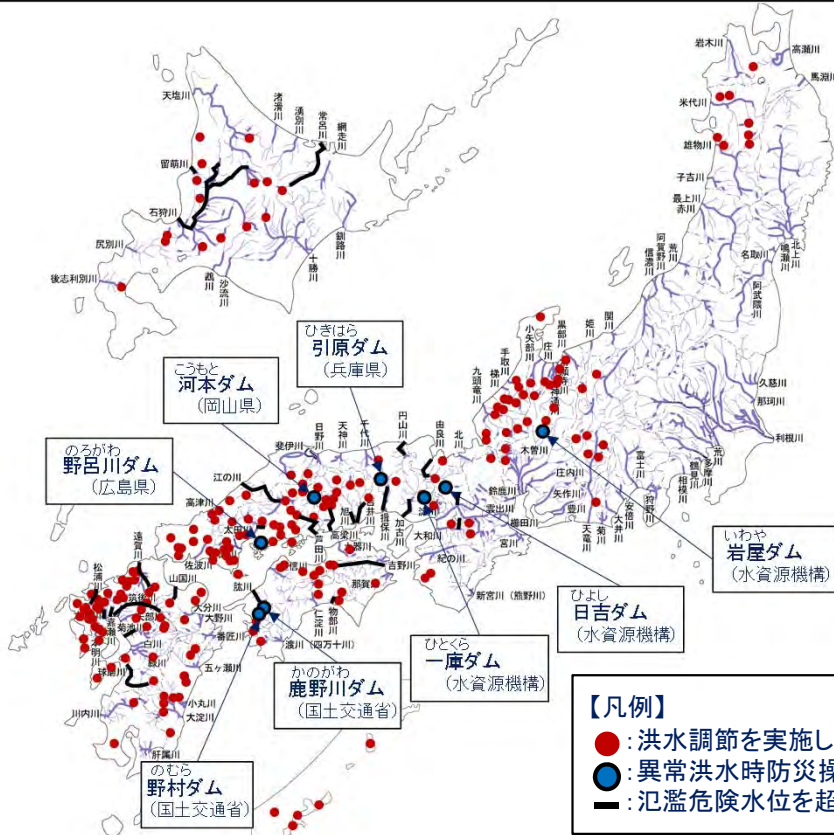 岩木川
高瀬川
馬淵川
米代川
雄物川
子吉川
最上川
赤川
荒川
阿賀野川
信濃川
関川
姫川
名取川
北上川
鳴瀬川
阿武隈川
久慈川
那珂川
利根川
荒川
多摩川
鶴見川
相模川
富士川
狩野川
安倍川
大井川
菊川
天竜川
豊川
矢作川
庄内川
木曽川
天塩川
渚滑川
湧別川
常呂川
網走川
留萌川
石狩川
尻別川
後志利別川
鵡川
沙流川
十勝川
釧路川
黒部川
神通川
庄川
小矢部川
手取川
梯川
九頭竜川
北川
由良川
円山川
千代川
天神川
日野川
斐伊川
江の川
高津川
鈴鹿川
雲出川
櫛田川
宮川
大和川
紀の川
新宮川（熊野川）
加古川
揖保川
吉井川
旭川
高梁川
芦田川
太田川
佐波川
吉野川
那賀川
物部川
仁淀川
渡川（四万十川）
肱川
遠賀川
山国川
松浦川
筑後川
嘉瀬川
菊池川
白川
緑川
球磨川
川内川
肝属川
大淀川
小丸川
五ヶ瀬川
番匠川
大野川
大分川
ひきはら
引原ダム
（兵庫県）
こうもと
河本ダム
（岡山県）
のろがわ
野呂川ダム
（広島県）
いわや
岩屋ダム
（水資源機構）
ひよし
日吉ダム
（水資源機構）
ひとくら
一庫ダム
（水資源機構）
かのがわ
鹿野川ダム
（国土交通省）
のむら
野村ダム
（国土交通省）
【凡例】
：洪水調節を実施し
：異常洪水時防災操
：氾濫危険水位を超